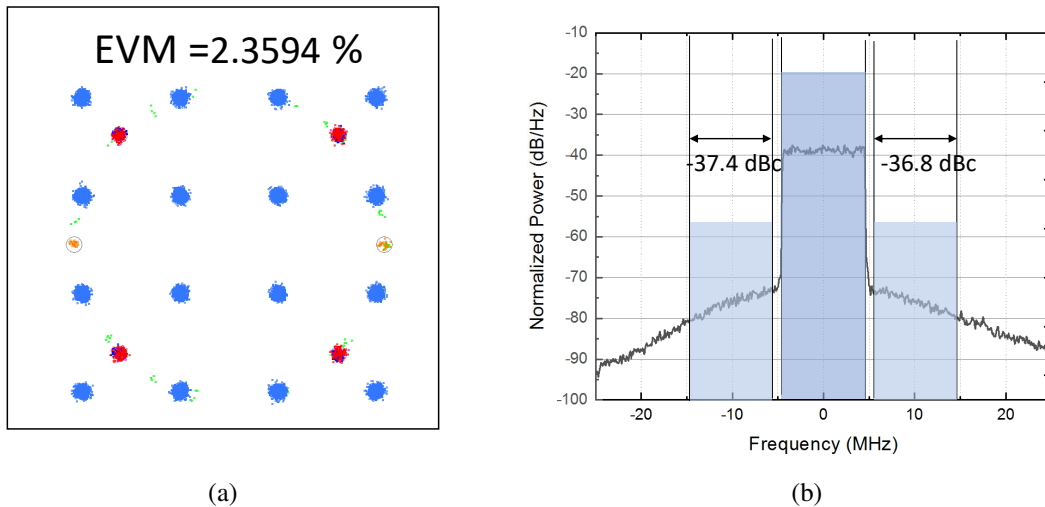 EVM =2.3594 %
(a)
Normalized Power (dB/Hz)
-10
-20
-30
-40
-50
-60
-70
-80
-90
-100
-37.4 dBc
-36.8 dBc
-20
-10
0
10
20
Frequency (MHz)
(b)